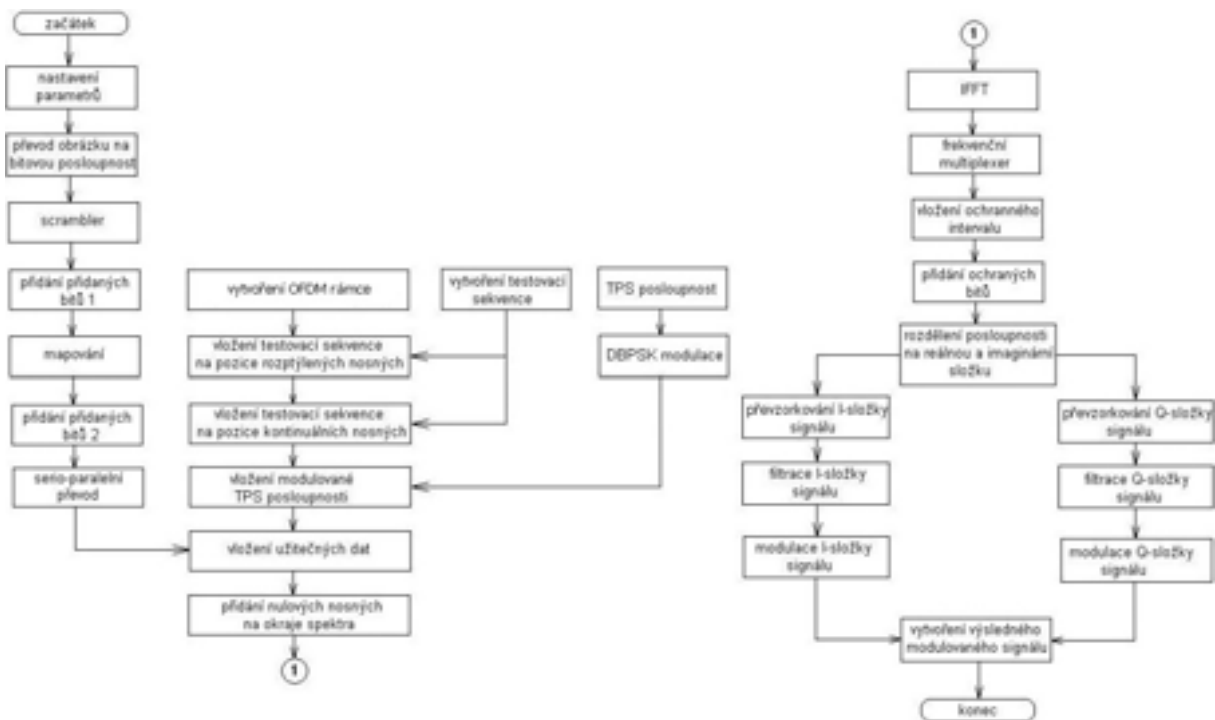 začátek
nastavení
parametrů
převod obrázku na
bitovou posloupnost
scrambler
přidání přidaných
bitů 1
mapování
přidání přidaných
bitů 2
serio-paralelní
převod
vytvoření OFDM rámce
vložení testovací sekvence
na pozice rozptýlených nosných
vložení testovací sekvence
na pozice kontinuálních nosných
vložení modulované
TPS posloupnosti
vložení užitečných dat
přidání nulových nosných
na okraje spektra
1
vytvoření testovací
sekvence
TPS posloupnost
DBPSK modulace
1
IFFT
frekvenční
multiplexer
vložení ochranného
intervalu
přidání ochraných
bitů
rozdělení posloupnosti
na reálnou a imaginární
složku
převzorkování I-složky
signálu
filtrace I-složky
signálu
modulace I-složky
signálu
převzorkování Q-složky
signálu
filtrace Q-složky
signálu
modulace Q-složky
signálu
vytvoření výsledného
modulovaného signálu
konec